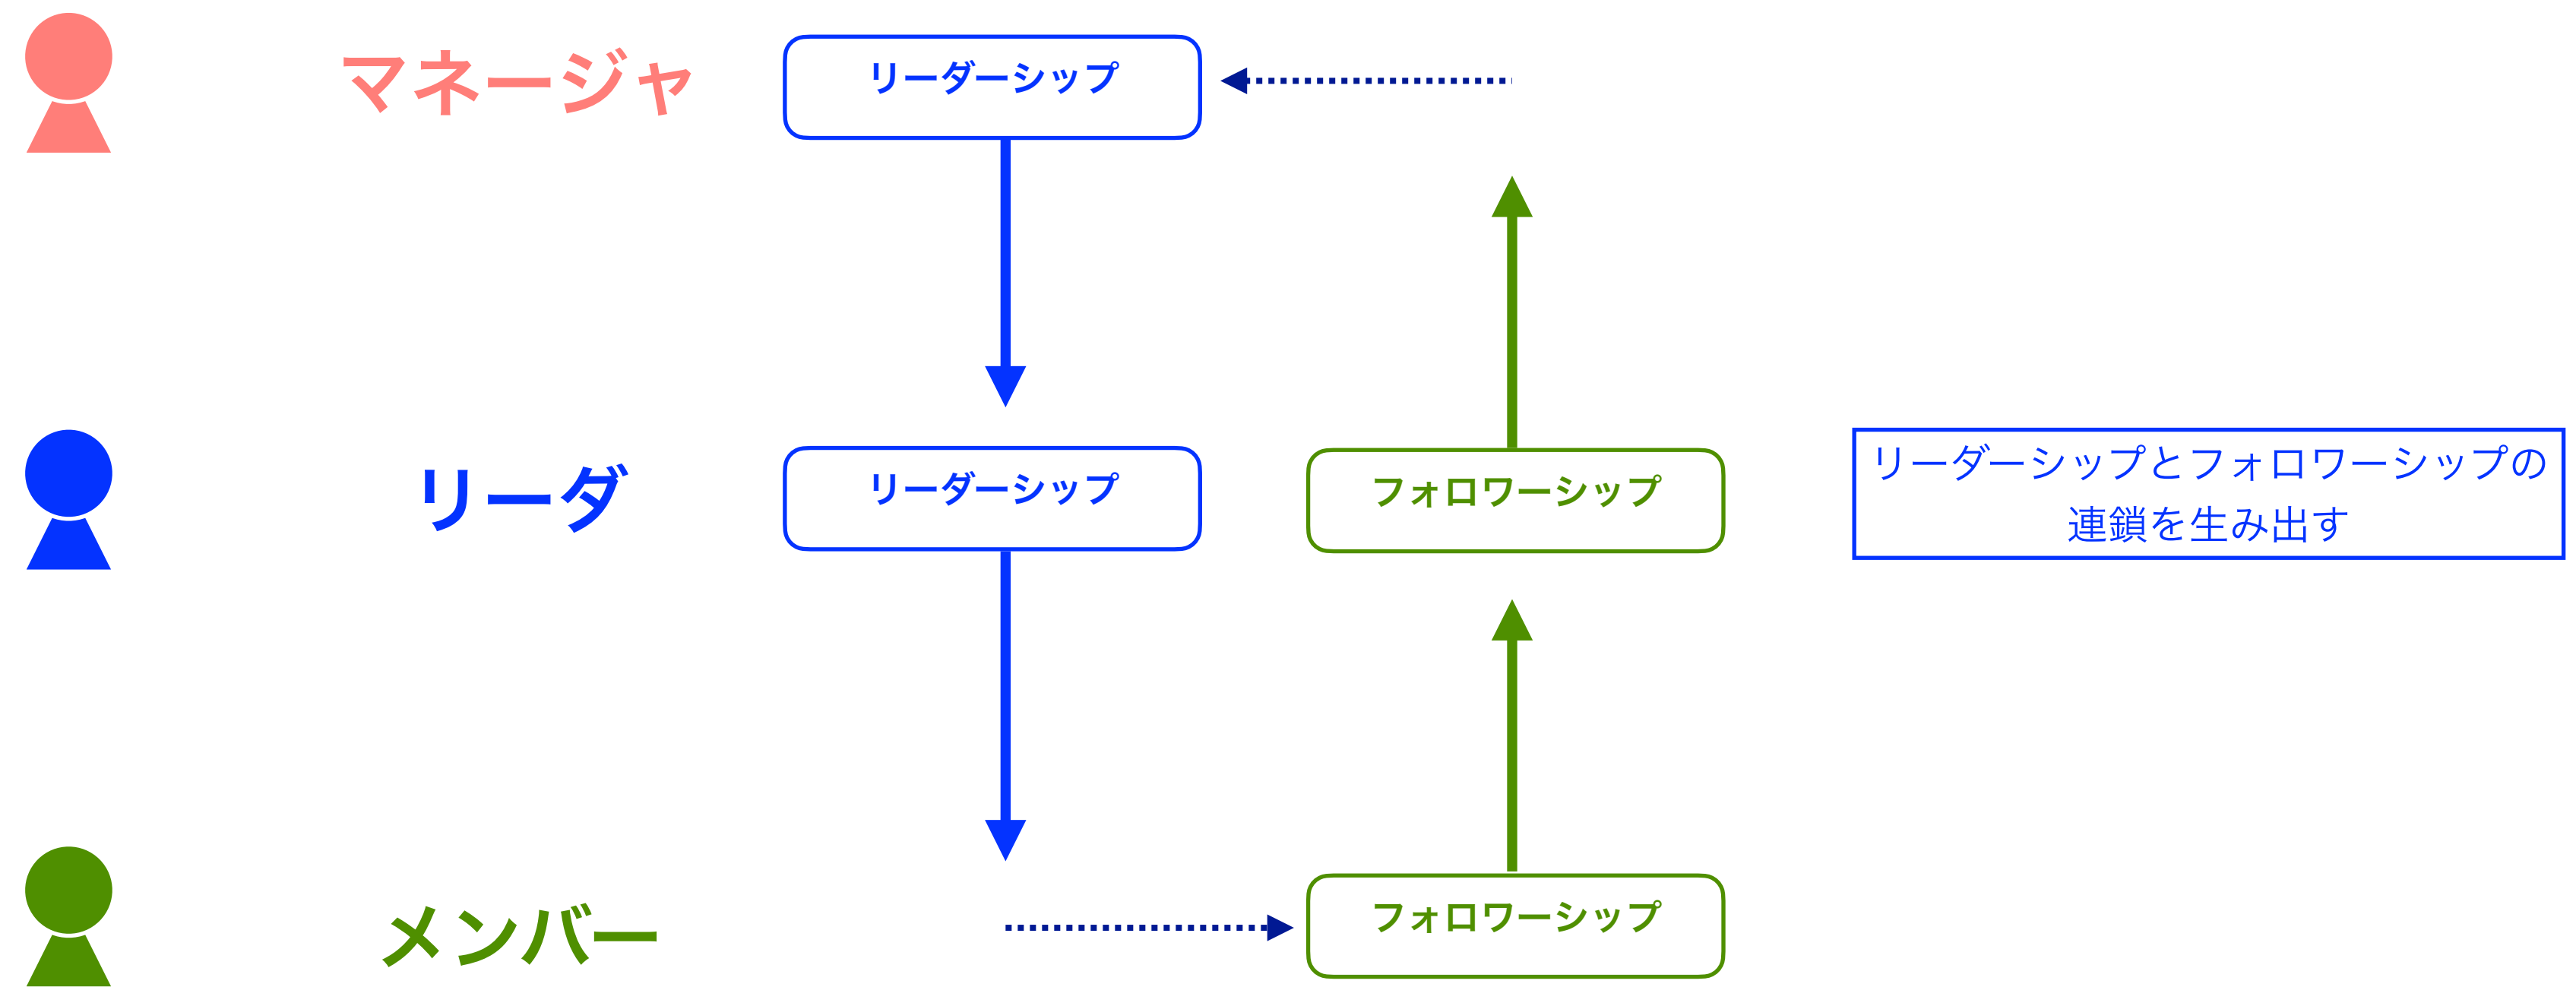 マネージャ
リーダーシップ
リーダ
リーダーシップ
フォロワーシップ
リーダーシップとフォロワーシップの
連鎖を生み出す
メンバー
フォロワーシップ